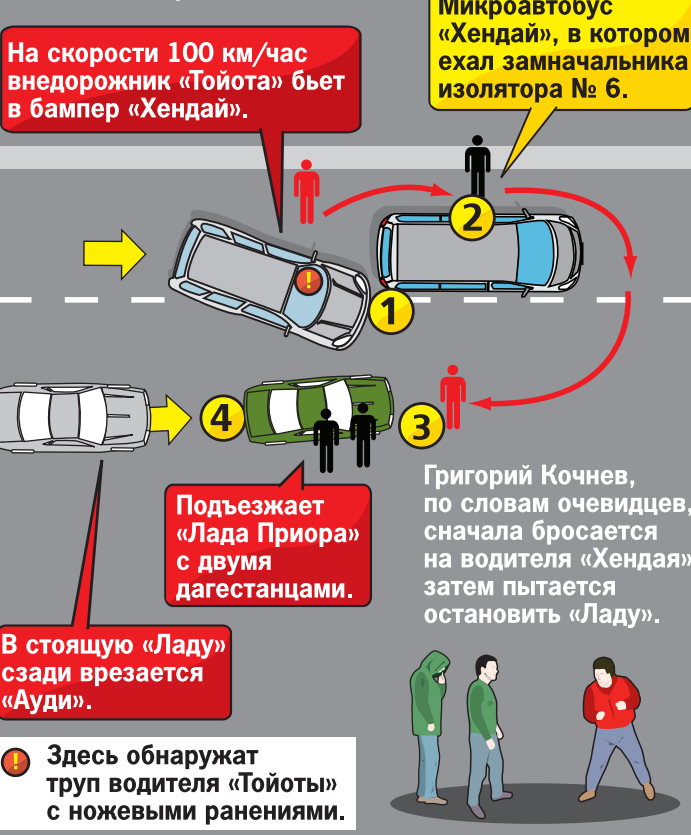 Микроавтобус
«Хендай», в котором
ехал замначальника
изолятора № 6.
На скорости 100 км/час
внедорожник «Тойота» бьет
в бампер «Хендай».
2
!
1
4
3
Григорий Кочнев,
по словам очевидцев,
сначала бросается
на водителя «Хендая»
затем пытается
остановить «Ладу».
Подъезжает
«Лада Приора»
с двумя
дагестанцами.
В стоящую «Ладу»
сзади врезается
«Ауди».
! Здесь обнаружат
труп водителя «Тойоты»
с ножевыми ранениями.